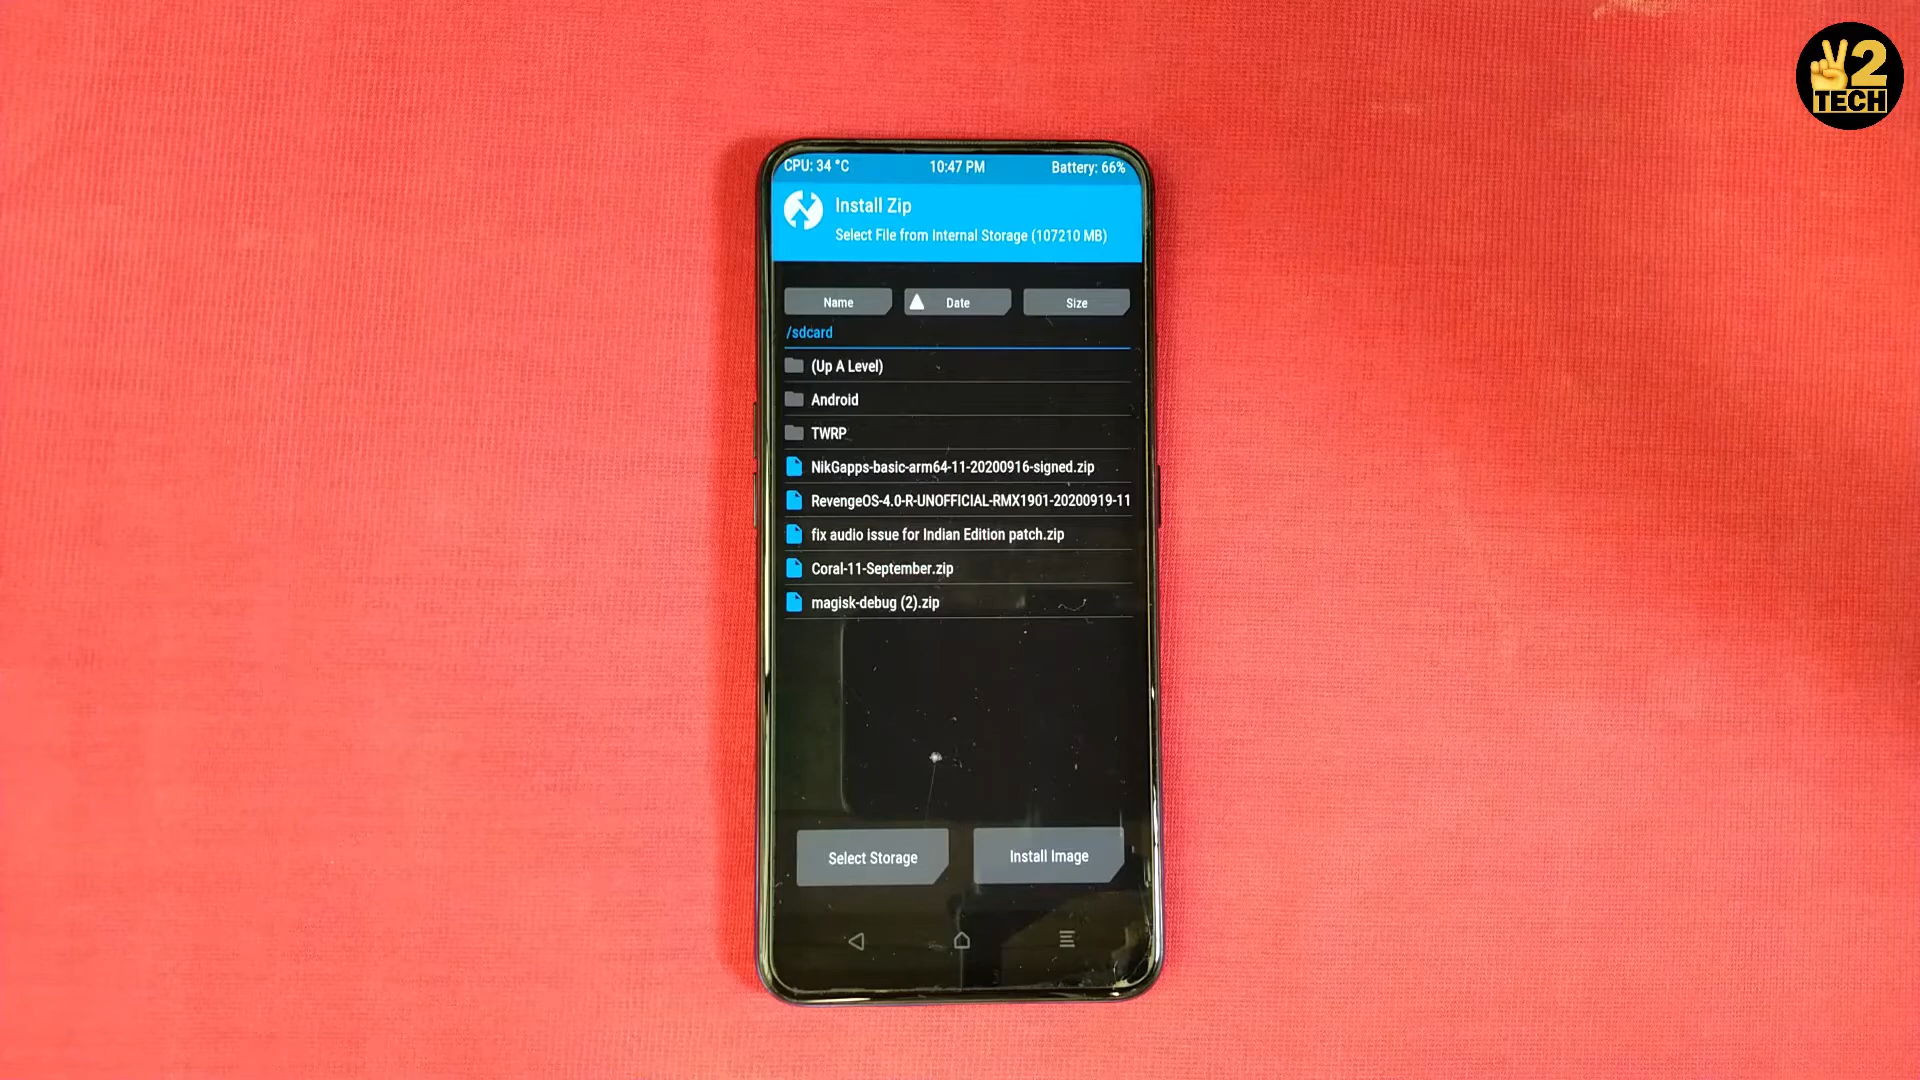 2
TECH
CPU: 34 °C 10:47 PM Battery: 66%
Install Zip
Select File from Internal Storage (107210 MB)
Name Date Size
/sdcard
(Up A Level)
Android
TWRP
NikGapps-basic-arm64-11-20200916-signed.zip
RevengeOS-4.0-R-UNOFFICIAL-RMX1901-20200919-11
fix audio issue for Indian Edition patch.zip
Coral-11-September.zip
magisk-debug (2).zip
Select Storage Install Image